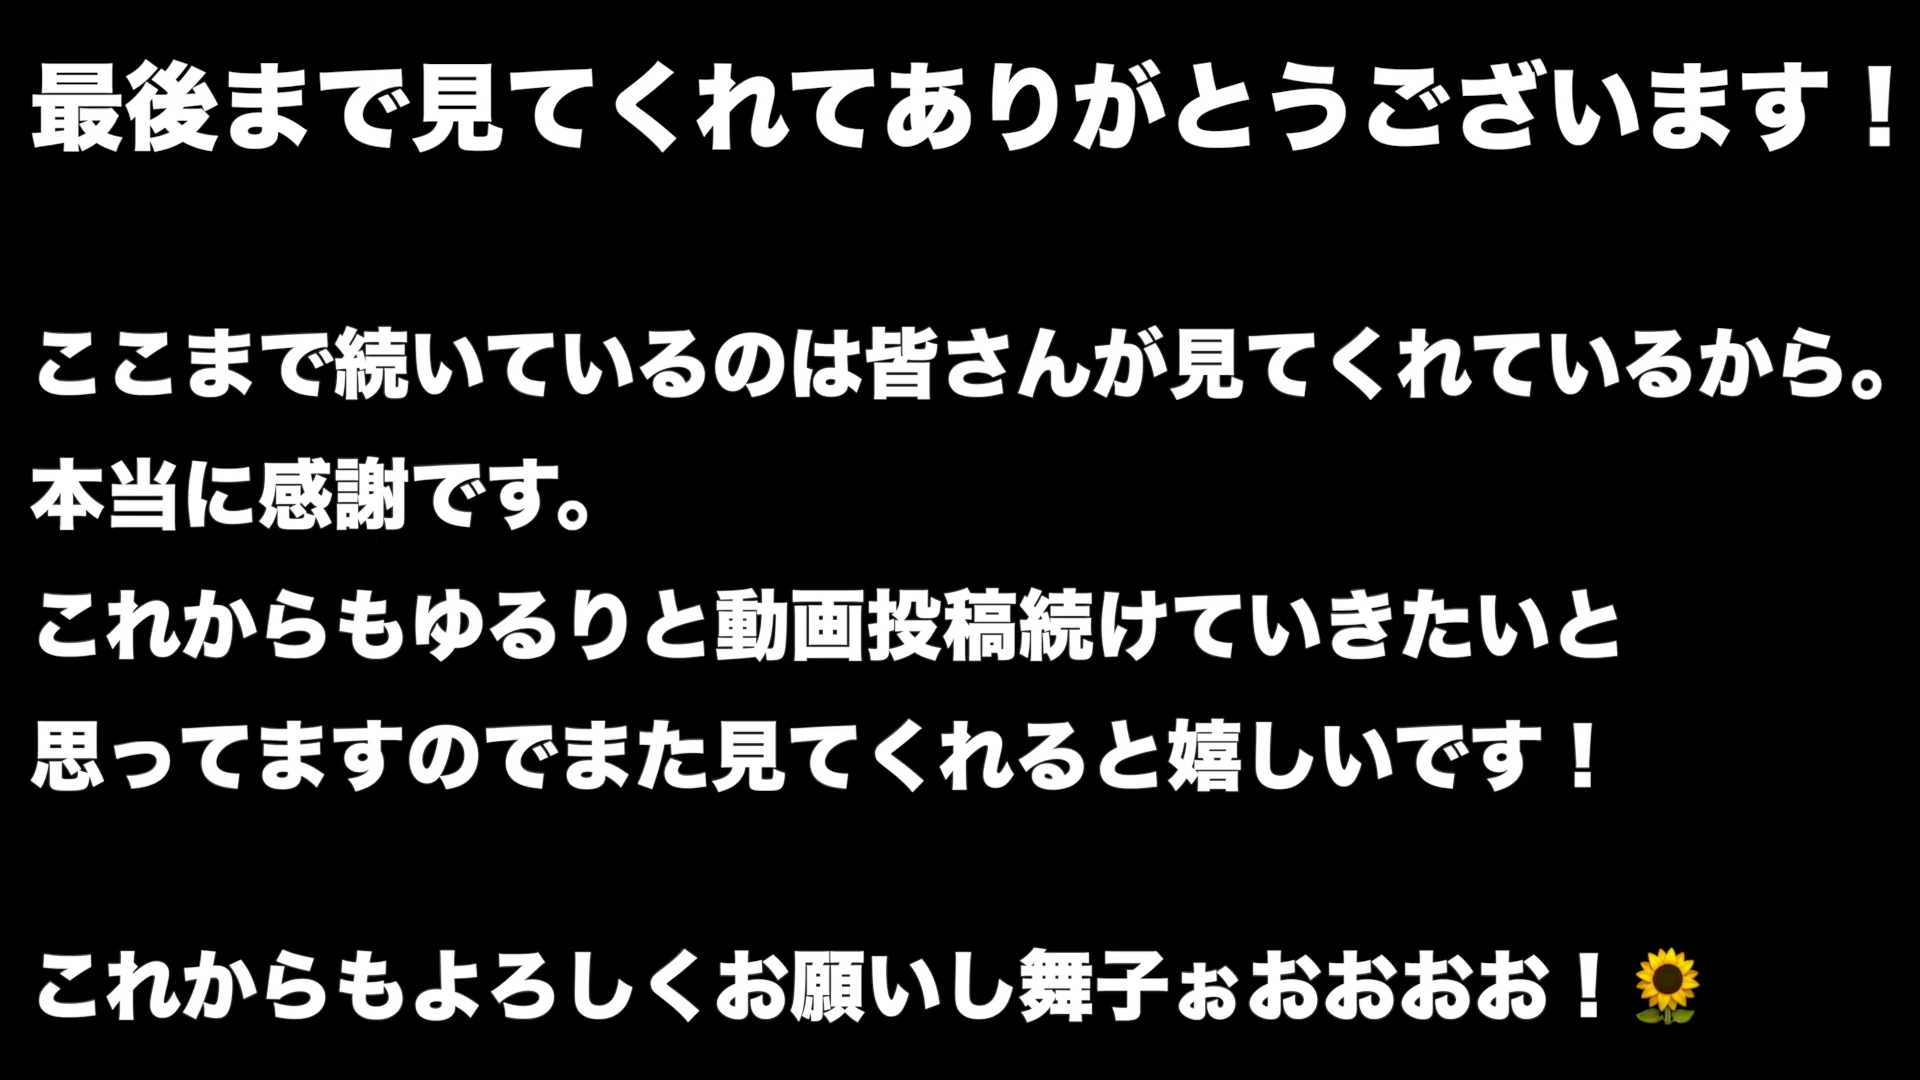 最後まで見てくれてありがとうございます！
ここまで続いているのは皆さんが見てくれているから。
本当に感謝です。
これからもゆるりと動画投稿続けていきたいと
思ってますのでまた見てくれると嬉しいです！
これからもよろしくお願いし舞子ぉおおおお！🌻